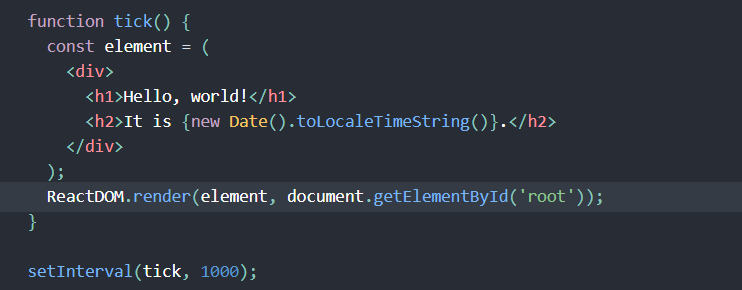 function tick() {
  const element = (
    <div>
      <h1>Hello, world!</h1>
      <h2>It is {new Date().toLocaleTimeString()}.</h2>
    </div>
  );
  ReactDOM.render(element, document.getElementById('root'));
}

setInterval(tick, 1000);